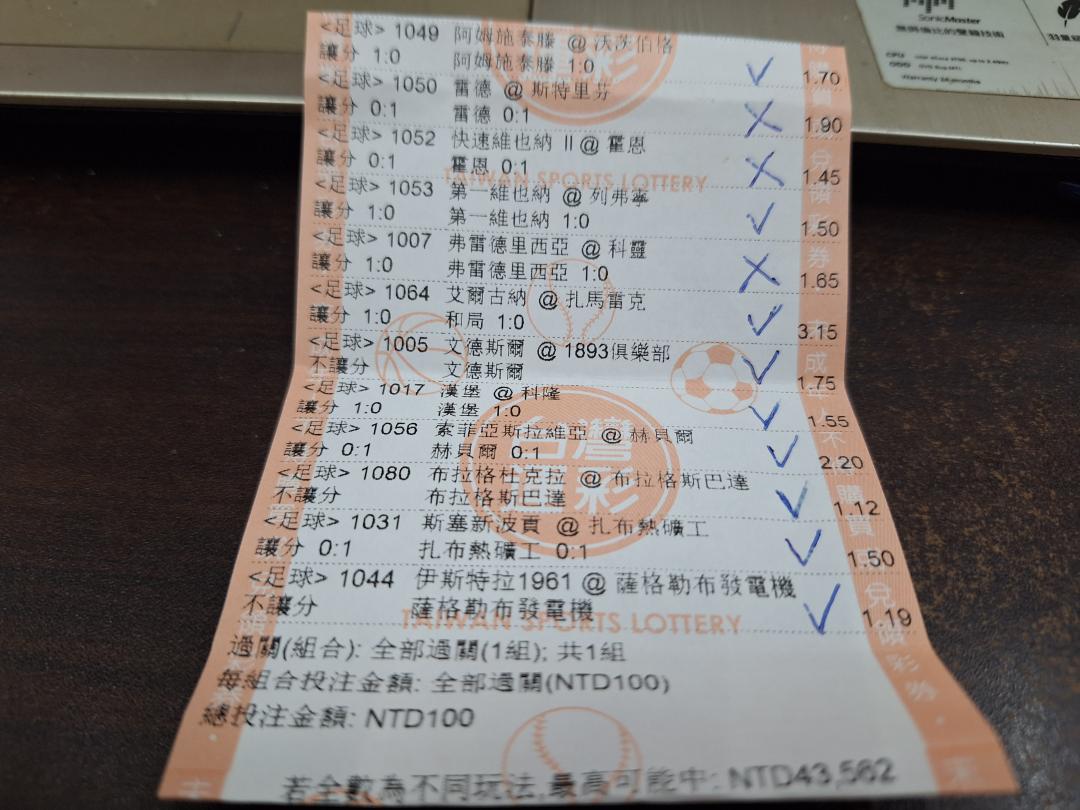 <足球> 1049 阿姆施泰滕 @ 沃茨伯格
讓分 1:0 阿姆施泰滕 1:0 1.70
<足球> 1050 雷德 @ 斯特里芬
讓分 0:1 雷德 0:1 1.90
<足球> 1052 快速維也納 II @ 霍恩
讓分 0:1 霍恩 0:1 1.45
TAIWAN SPORTS LOTTERY
<足球> 1053 第一維也納 @ 列弗寧
讓分 1:0 第一維也納 1:0 1.50
<足球> 1007 弗雷德里西亞 @ 科靈
讓分 1:0 弗雷德里西亞 1:0 1.65
<足球> 1064 艾爾古納 @ 扎馬雷克
讓分 1:0 和局 1:0 3.15
<足球> 1005 文德斯爾 @ 1893俱樂部
不讓分 文德斯爾 1.75
<足球> 1017 漢堡 @ 科隆
讓分 1:0 漢堡 1:0 1.55
<足球> 1056 索菲亞斯拉維亞 @ 赫貝爾
讓分 0:1 赫貝爾 0:1 2.20
台灣
運彩
<足球> 1080 布拉格杜克拉 @ 布拉格斯巴達
不讓分 布拉格斯巴達 1.12
<足球> 1031 斯塞新波頁 @ 扎布熱礦工
讓分 0:1 扎布熱礦工 0:1 1.50
<足球> 1044 伊斯特拉1961 @ 薩格勒布發電機
不讓分 薩格勒布發電機 1.19
TAIWAN SPORTS LOTTERY
過關(組合): 全部過關(1組); 共1組
每組合投注金額: 全部過關(NTD100)
總投注金額: NTD100
若全數為不同玩法,最高可能中: NTD43,562
SonicMaster